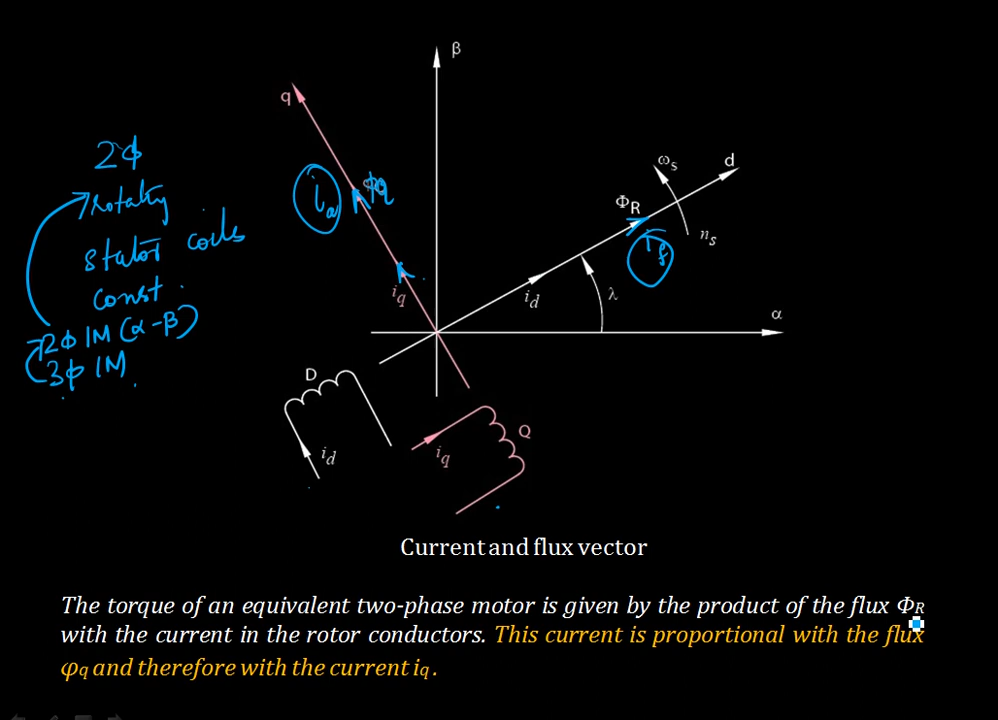 β
q
2ϕ
rotatig
stator coils
const.
2ϕ IM (α-β)
3ϕ IM.
ia
φq
iq
ωs
d
ΦR
ns
if
id
λ
α
D
id
iq
Q
Current and flux vector
The torque of an equivalent two-phase motor is given by the product of the flux ΦR
with the current in the rotor conductors. This current is proportional with the flux
φq and therefore with the current iq .